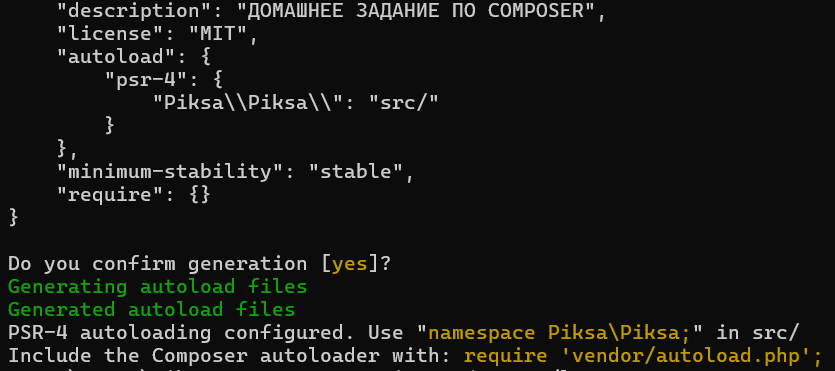 "description": "ДОМАШНЕЕ ЗАДАНИЕ ПО COMPOSER",
"license": "MIT",
"autoload": {
"psr-4": {
"Piksa\\Piksa\\": "src/"
}
},
"minimum-stability": "stable",
"require": {}
}
Do you confirm generation [yes]?
Generating autoload files
Generated autoload files
PSR-4 autoloading configured. Use "namespace Piksa\Piksa;" in src/
Include the Composer autoloader with: require 'vendor/autoload.php';